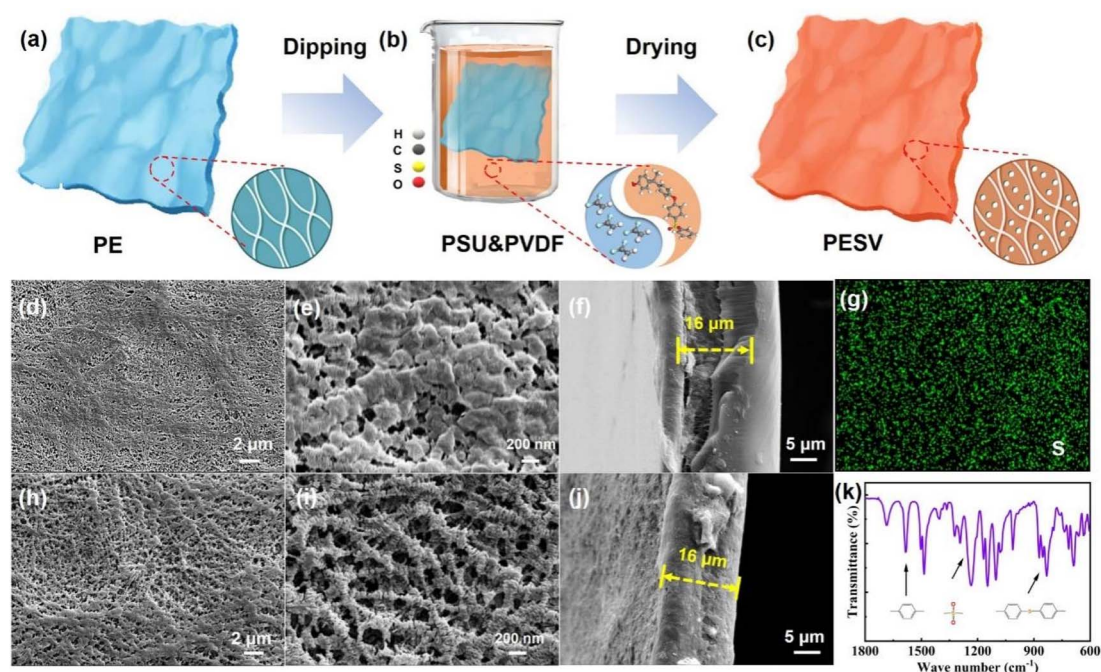 (a)
Dipping
(b)
Drying
(c)
H
C
S
O
PE
PSU&PVDF
PESV
(d)
2 μm
(e)
200 nm
(f)
16 μm
5 μm
(g)
S
(h)
2 μm
(i)
200 nm
(j)
16 μm
5 μm
(k)
Transmittance (%)
1800 1500 1200 900 600
Wave number (cm⁻¹)